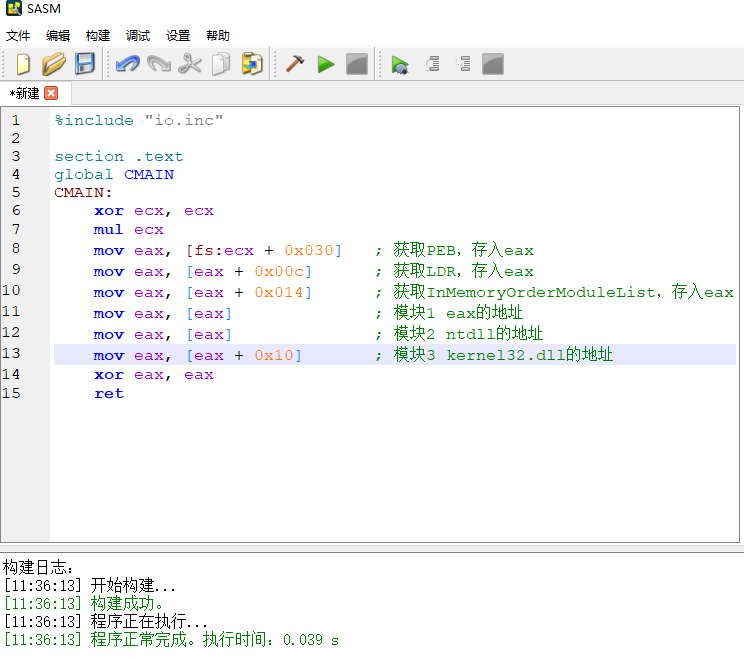 SASM
文件 编辑 构建 调试 设置 帮助
*新建
1 %include "io.inc"
2
3 section .text
4 global CMAIN
5 CMAIN:
6 xor ecx, ecx
7 mul ecx
8 mov eax, [fs:ecx + 0x030] ; 获取PEB，存入eax
9 mov eax, [eax + 0x00c] ; 获取LDR，存入eax
10 mov eax, [eax + 0x014] ; 获取InMemoryOrderModuleList，存入eax
11 mov eax, [eax] ; 模块1 eax的地址
12 mov eax, [eax] ; 模块2 ntdll的地址
13 mov eax, [eax + 0x10] ; 模块3 kernel32.dll的地址
14 xor eax, eax
15 ret
构建日志：
[11:36:13] 开始构建...
[11:36:13] 构建成功。
[11:36:13] 程序正在执行...
[11:36:13] 程序正常完成。执行时间：0.039 s